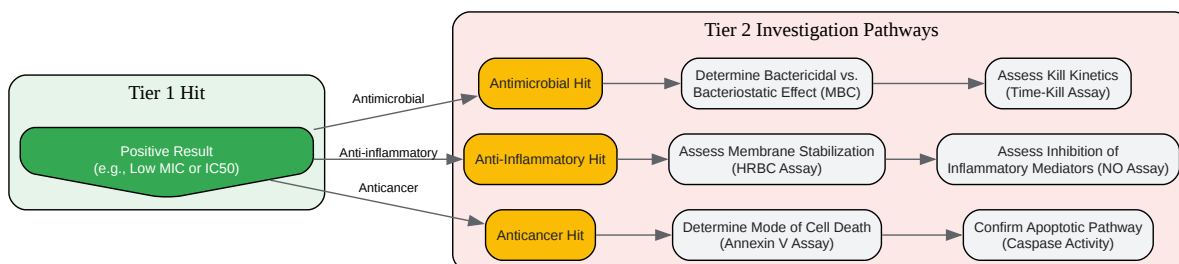 Tier 2 Investigation Pathways
Tier 1 Hit
Positive Result
(e.g., Low MIC or IC50)
Antimicrobial
Anti-inflammatory
Anticancer
Antimicrobial Hit
Determine Bactericidal vs.
Bacteriostatic Effect (MBC)
Assess Kill Kinetics
(Time-Kill Assay)
Anti-Inflammatory Hit
Assess Membrane Stabilization
(HRBC Assay)
Assess Inhibition of
Inflammatory Mediators (NO Assay)
Anticancer Hit
Determine Mode of Cell Death
(Annexin V Assay)
Confirm Apoptotic Pathway
(Caspase Activity)